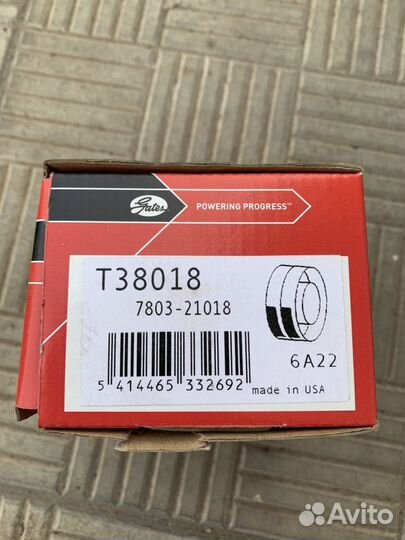 Gates
POWERING PROGRESS™
T38018
7803-21018
6A22
5 414465 332692
made in USA
Avito